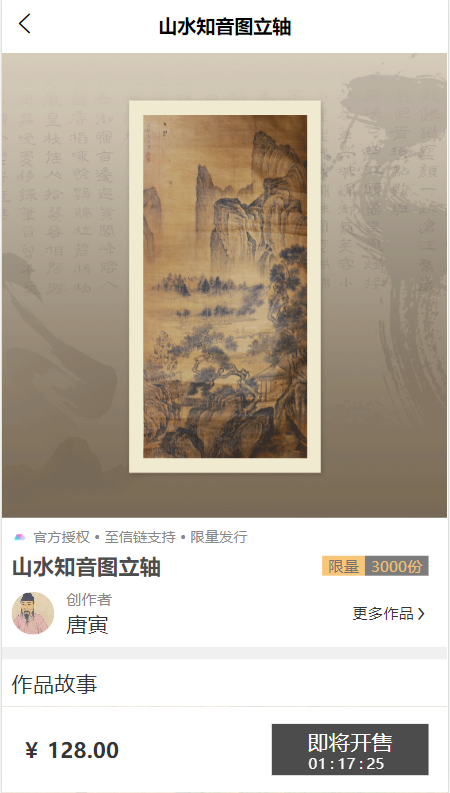 山水知音图立轴
官方授权 • 至信链支持 • 限量发行
山水知音图立轴
限量 3000份
创作者
唐寅
更多作品
作品故事
¥ 128.00
即将开售
01 : 17 : 25